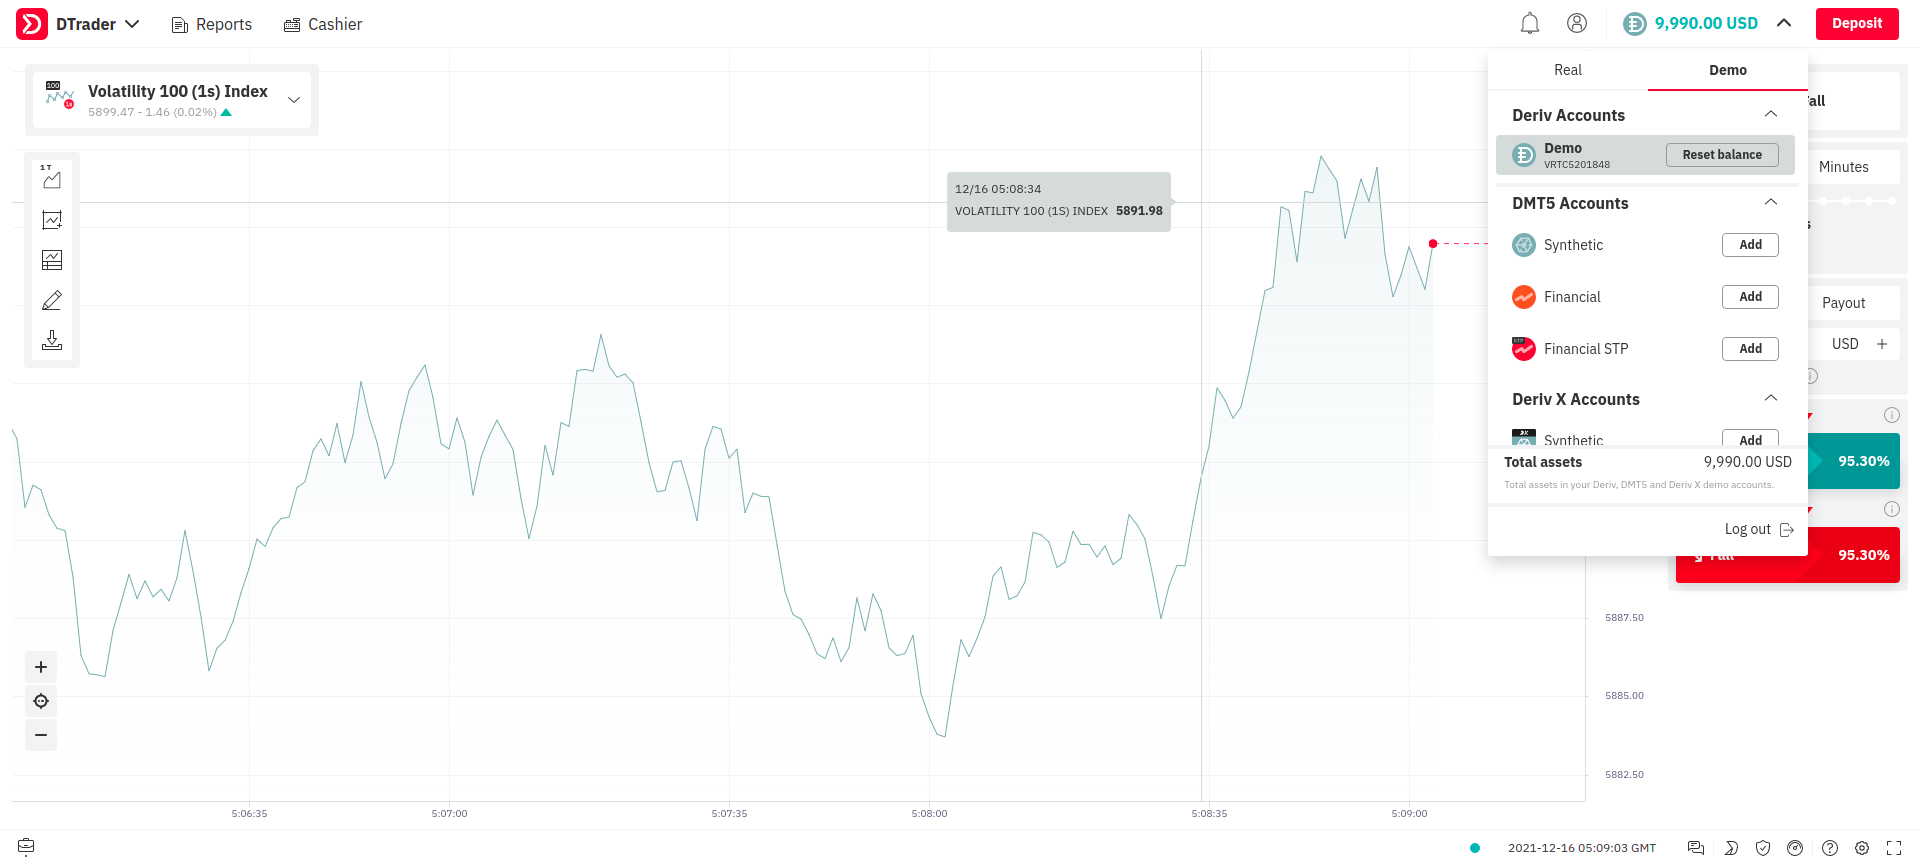 DTrader
Reports
Cashier
9,990.00 USD
Deposit
100
1s
Volatility 100 (1s) Index
5899.47 - 1.46 (0.02%)
1T
12/16 05:08:34
VOLATILITY 100 (1S) INDEX 5891.98
Real
Demo
Deriv Accounts
Demo
VRTC5201848
Reset balance
DMT5 Accounts
Synthetic
Add
Financial
Add
STP
Financial STP
Add
Deriv X Accounts
Synthetic
Add
Total assets
9,990.00 USD
Total assets in your Deriv, DMT5 and Deriv X demo accounts.
Log out
Minutes
Payout
USD
95.30%
Fall
95.30%
5887.50
5885.00
5882.50
5:06:35
5:07:00
5:07:35
5:08:00
5:08:35
5:09:00
2021-12-16 05:09:03 GMT